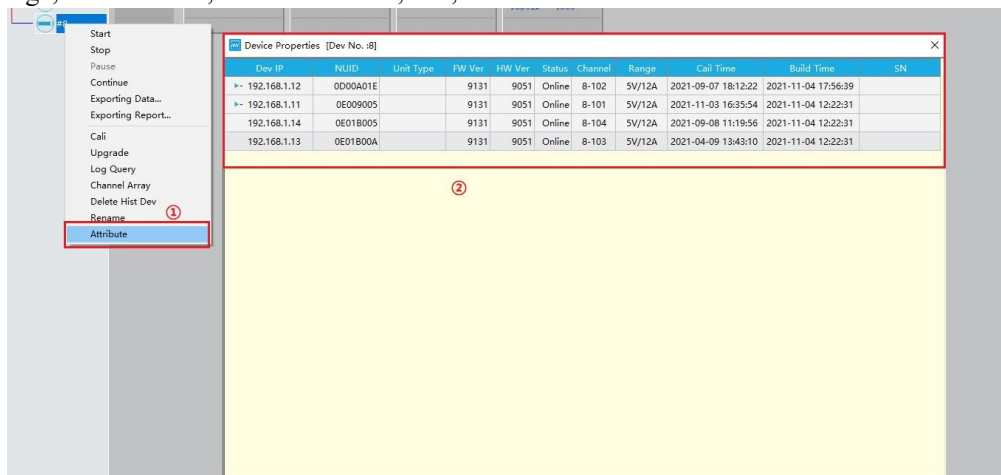 #8
Start
Stop
Pause
Continue
Exporting Data...
Exporting Report...
Cali
Upgrade
Log Query
Channel Array
Delete Hist Dev
Rename
①
Attribute
Device Properties [Dev No. :8]
Dev IP NUID Unit Type FW Ver HW Ver Status Channel Range Cail Time Build Time SN
192.168.1.12 0D00A01E 9131 9051 Online 8-102 5V/12A 2021-09-07 18:12:22 2021-11-04 17:56:39
192.168.1.11 0E009005 9131 9051 Online 8-101 5V/12A 2021-11-03 16:35:54 2021-11-04 12:22:31
192.168.1.14 0E01B005 9131 9051 Online 8-104 5V/12A 2021-09-08 11:19:56 2021-11-04 12:22:31
192.168.1.13 0E01B00A 9131 9051 Online 8-103 5V/12A 2021-04-09 13:43:10 2021-11-04 12:22:31
②